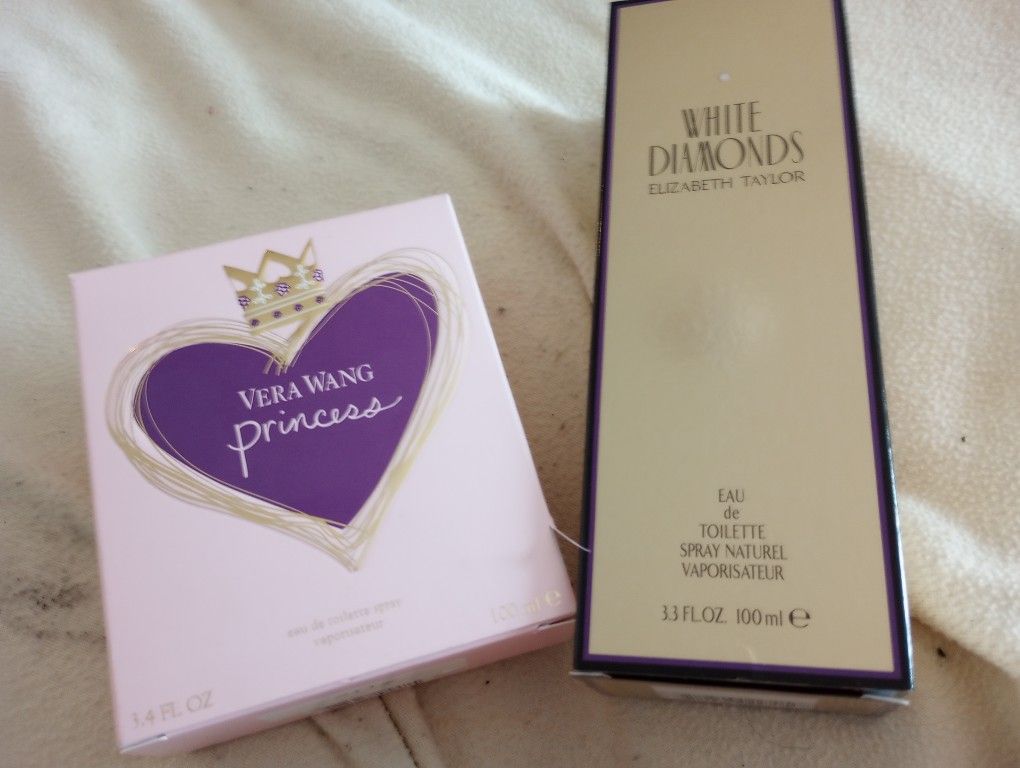 VERA WANG
princess
eau de toilette spray
vaporisateur
100 ml e
3.4 FL OZ
WHITE
DIAMONDS
ELIZABETH TAYLOR
EAU
de
TOILETTE
SPRAY NATUREL
VAPORISATEUR
3.3 FL.OZ. 100 ml e